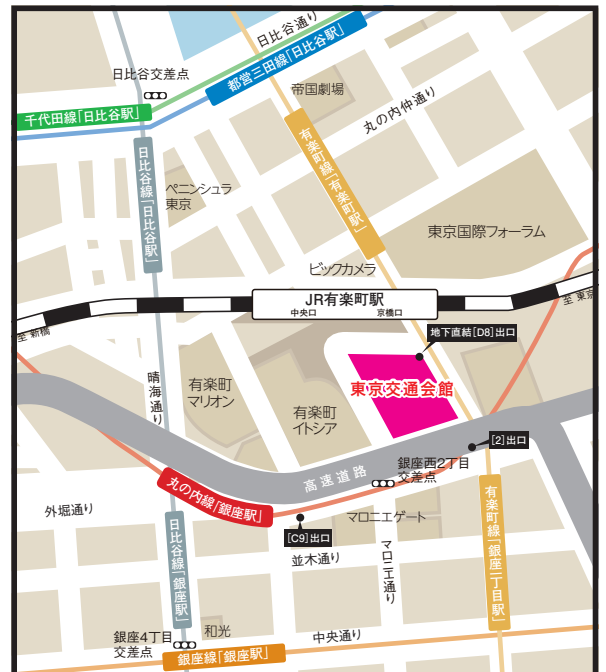 日比谷通り
日比谷交差点
都営三田線「日比谷駅」
千代田線「日比谷駅」
帝国劇場
丸の内仲通り
日比谷線「日比谷駅」
有楽町線「有楽町駅」
ペニンシュラ
東京
東京国際フォーラム
ビックカメラ
JR有楽町駅
中央口
京橋口
至 東京
至 新橋
地下直結[D8]出口
晴海通り
有楽町
マリオン
有楽町
イトシア
東京交通会館
[2]出口
高速道路
銀座西2丁目
交差点
丸の内線「銀座駅」
外堀通り
日比谷線「銀座駅」
[C9]出口
マロニエゲート
並木通り
マロニエ通り
有楽町線「銀座一丁目駅」
銀座4丁目
交差点
和光
中央通り
銀座線「銀座駅」